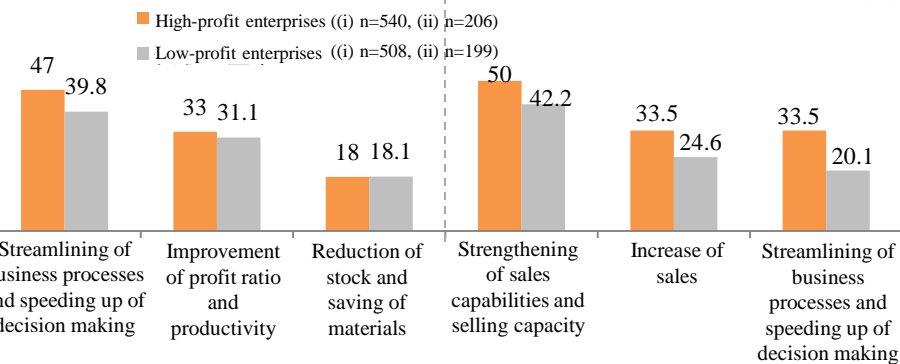 High-profit enterprises ((i) n=540, (ii) n=206)
Low-profit enterprises ((i) n=508, (ii) n=199)
47
39.8
33
31.1
18
18.1
50
42.2
33.5
24.6
33.5
20.1
Streamlining of
usiness processes
nd speeding up of
decision making
Improvement
of profit ratio
and
productivity
Reduction of
stock and
saving of
materials
Strengthening
of sales
capabilities and
selling capacity
Increase of
sales
Streamlining of
business
processes and
speeding up of
decision making